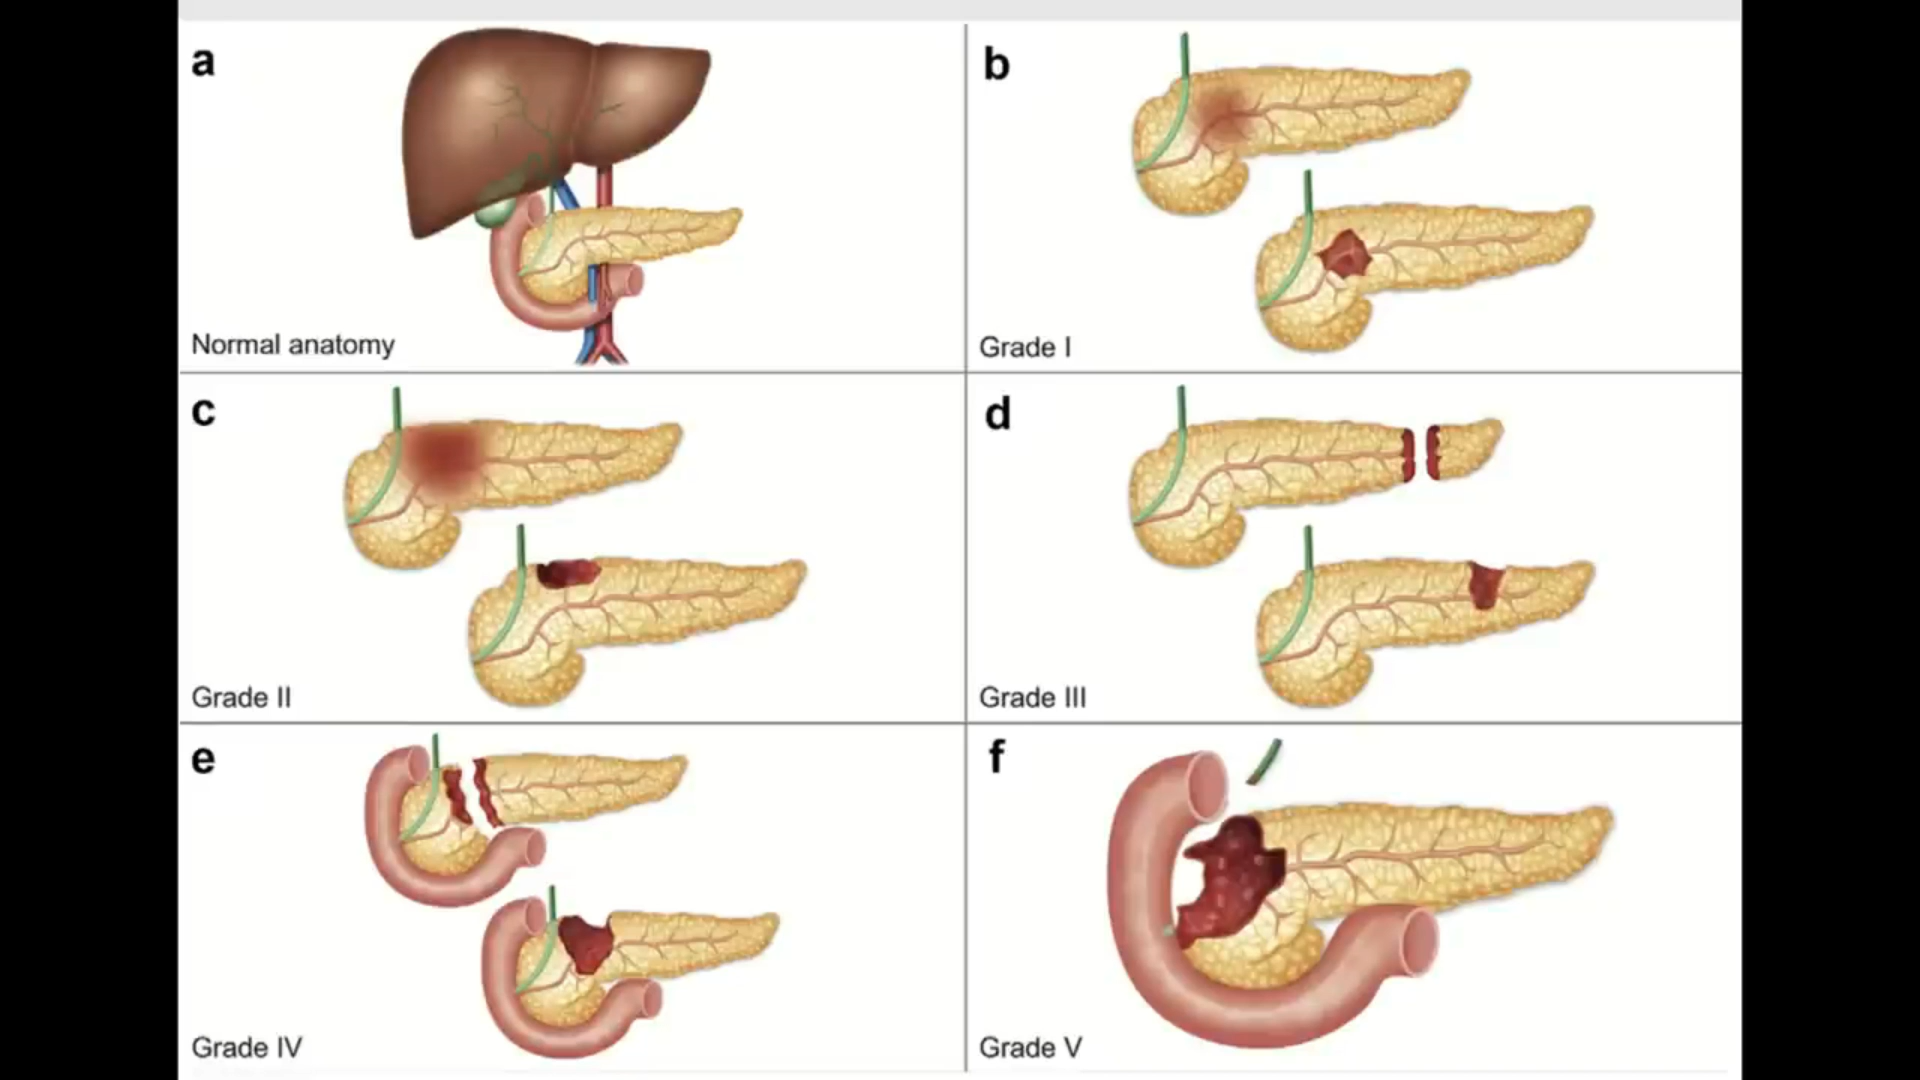 a
Normal anatomy
b
Grade I
c
Grade II
d
Grade III
e
Grade IV
f
Grade V